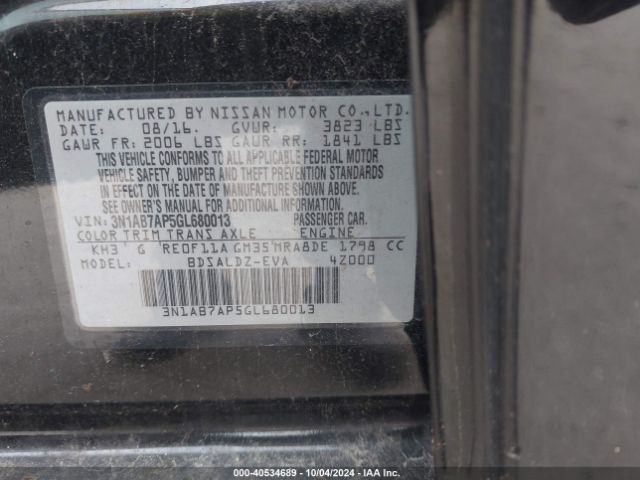 MANUFACTURED BY NISSAN MOTOR CO.,LTD.
DATE: 08/16. GVWR: 3823 LBS
GAWR FR: 2006 LBS GAWR RR: 1841 LBS
THIS VEHICLE CONFORMS TO ALL APPLICABLE FEDERAL MOTOR
VEHICLE SAFETY, BUMPER AND THEFT PREVENTION STANDARDS
IN EFFECT ON THE DATE OF MANUFACTURE SHOWN ABOVE.
SEE OWNER'S MANUAL FOR ADDITIONAL INFORMATION.
VIN: 3N1AB7AP5GL680013 PASSENGER CAR.
COLOR TRIM TRANS AXLE ENGINE
KH3 G RE0F11A GM35 MRA8DE 1798 CC
MODEL: BDSALDZ-EVA 4Z000
3N1AB7AP5GL680013
000-40534689 - 10/04/2024 - IAA Inc.